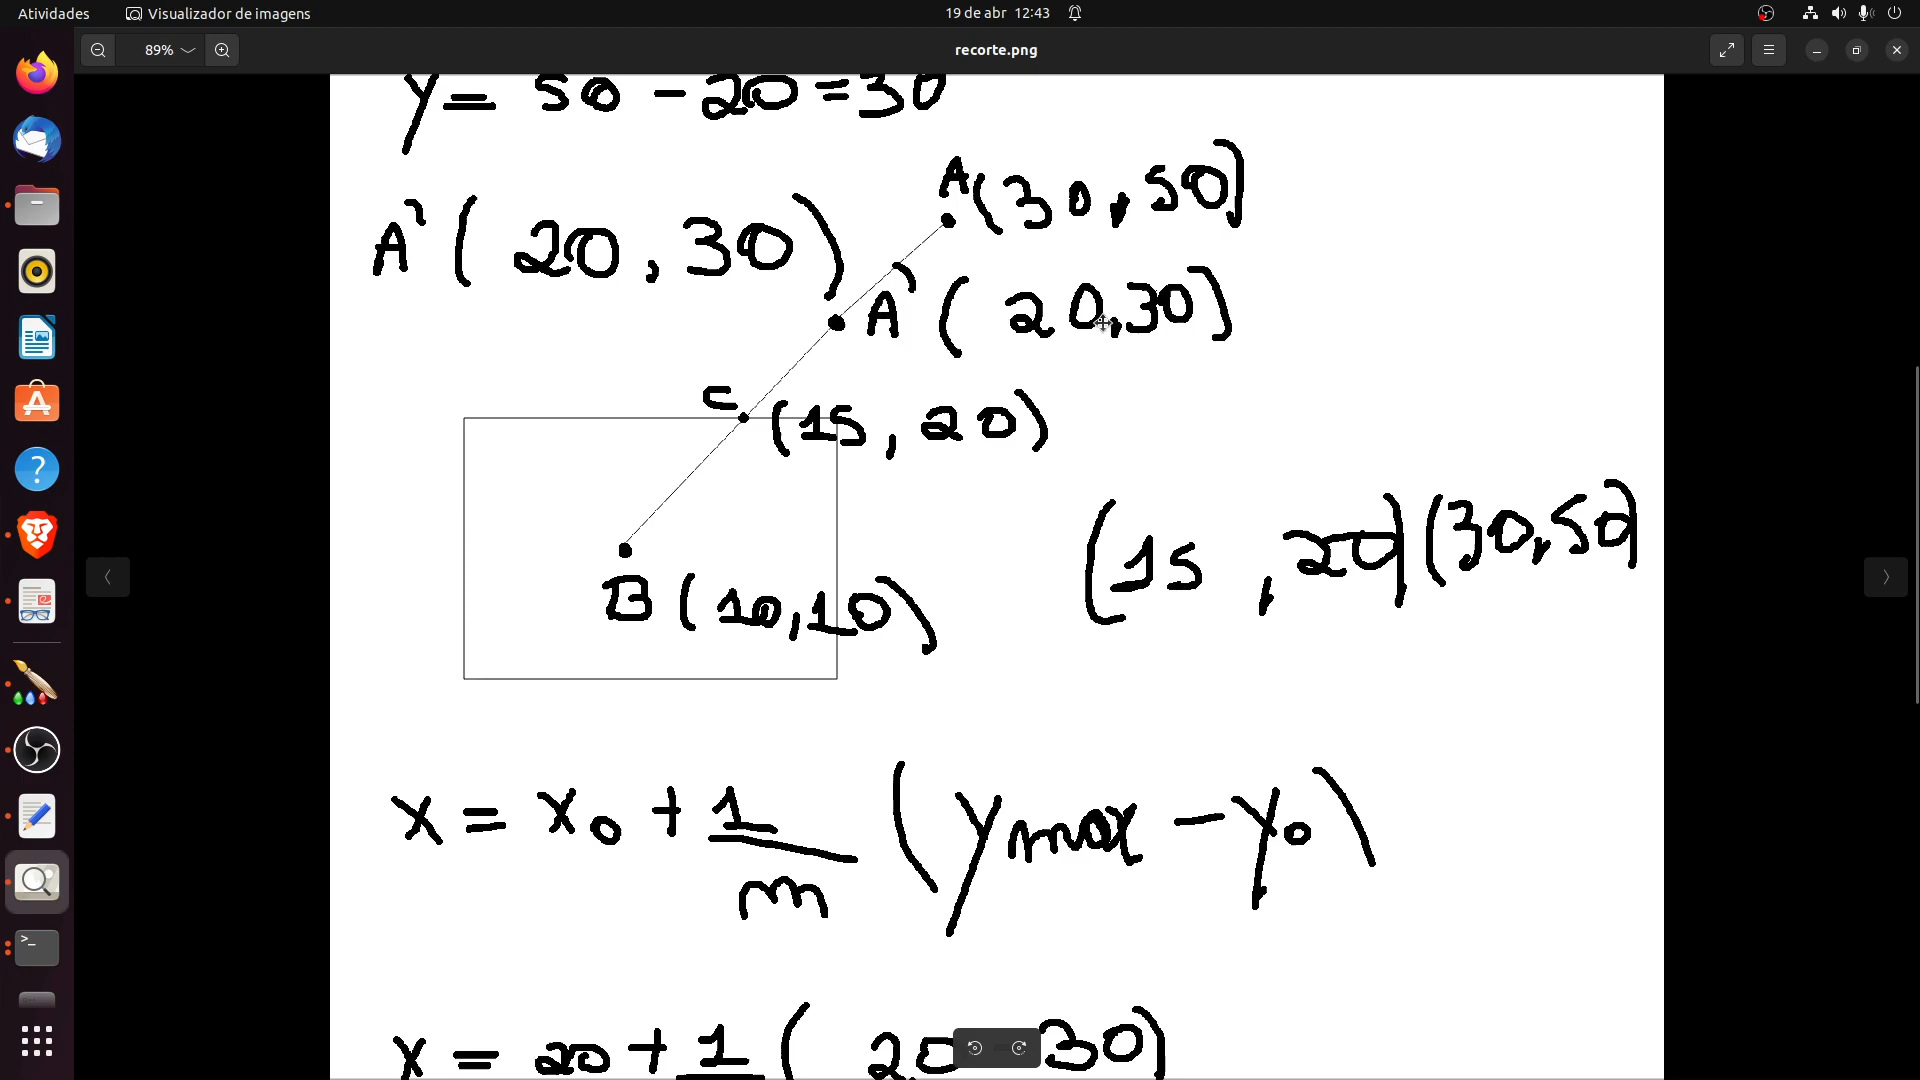 Atividades
Visualizador de imagens
19 de abr 12:43
89%
recorte.png
y = 50 - 20 = 30
A' ( 20 , 30 )
A (30 , 50)
A' ( 20,30)
C (15 , 20)
B ( 10,10)
(15 , 20) (30,50)
x = x0 + 1/m (ymax - y0)
x = 20 + 1 ( 20 30)